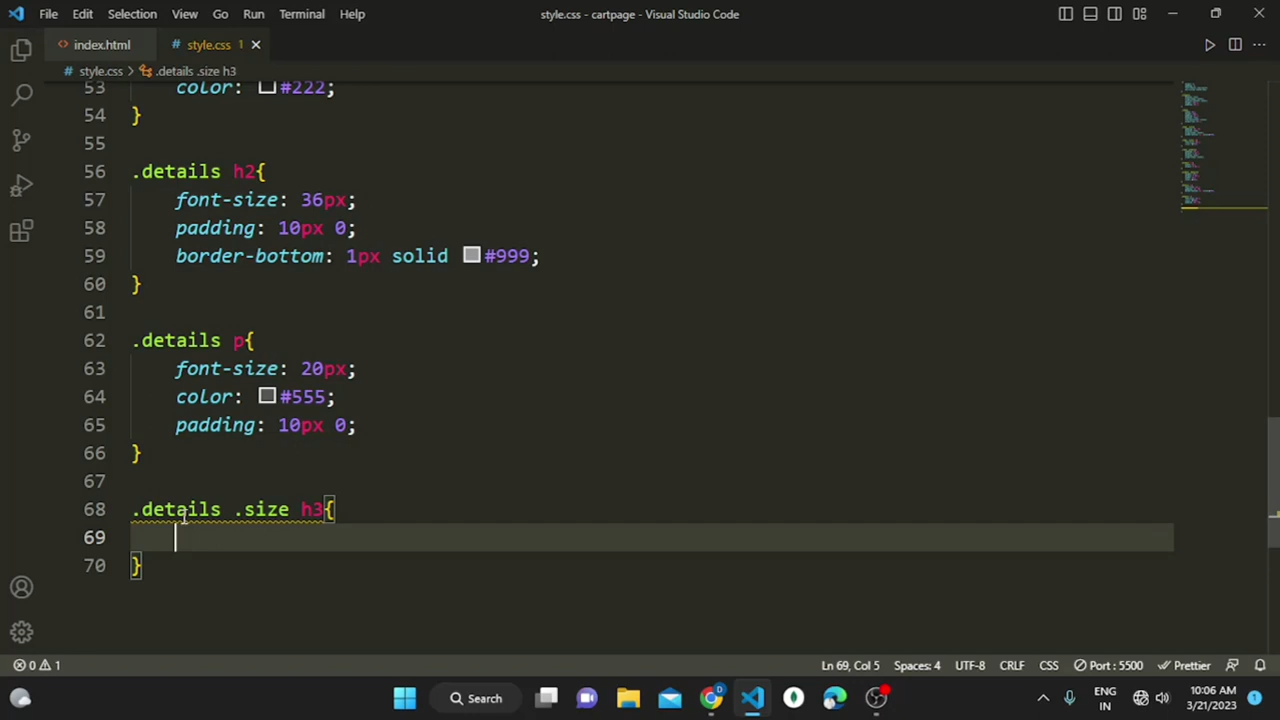 File Edit Selection View Go Run Terminal Help style.css - cartpage - Visual Studio Code
index.html style.css 1
style.css > .details .size h3
53 color: #222;
54 }
55
56 .details h2{
57 font-size: 36px;
58 padding: 10px 0;
59 border-bottom: 1px solid #999;
60 }
61
62 .details p{
63 font-size: 20px;
64 color: #555;
65 padding: 10px 0;
66 }
67
68 .details .size h3{
69
70 }
0 1 Ln 69, Col 5 Spaces: 4 UTF-8 CRLF CSS Port : 5500 Prettier
Search D ENG IN 10:06 AM 3/21/2023 1